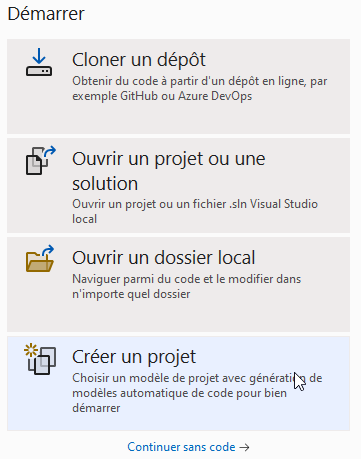 Démarrer
Cloner un dépôt
Obtenir du code à partir d'un dépôt en ligne, par
exemple GitHub ou Azure DevOps
Ouvrir un projet ou une
solution
Ouvrir un projet ou un fichier .sln Visual Studio
local
Ouvrir un dossier local
Naviguer parmi du code et le modifier dans
n'importe quel dossier
Créer un projet
Choisir un modèle de projet avec génération de
modèles automatique de code pour bien
démarrer
Continuer sans code →